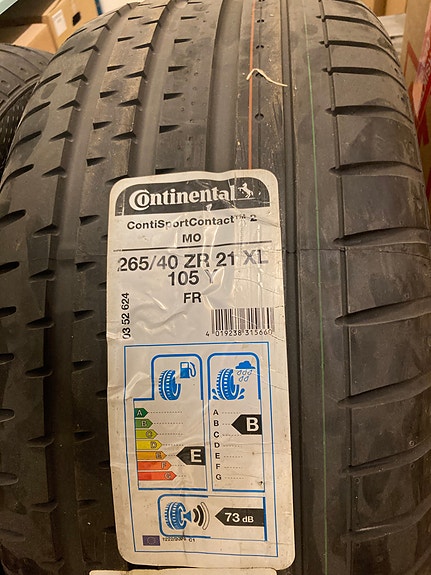 Continental
ContiSportContact™ 2
MO
265/40 ZR 21 XL
105 Y
FR
03 52 624
4 019238 315660
A
B
C
D
E
F
G
E
A
B
C
D
E
F
G
B
73 dB